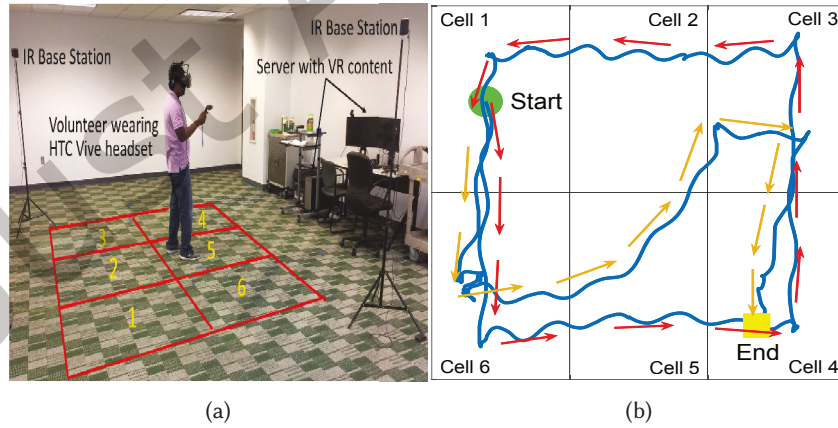 IR Base Station
IR Base Station
Server with VR content
Volunteer wearing
HTC Vive headset
3
4
2
5
1
6
Cell 1
Cell 2
Cell 3
Start
End
Cell 6
Cell 5
Cell 4
(a)
(b)